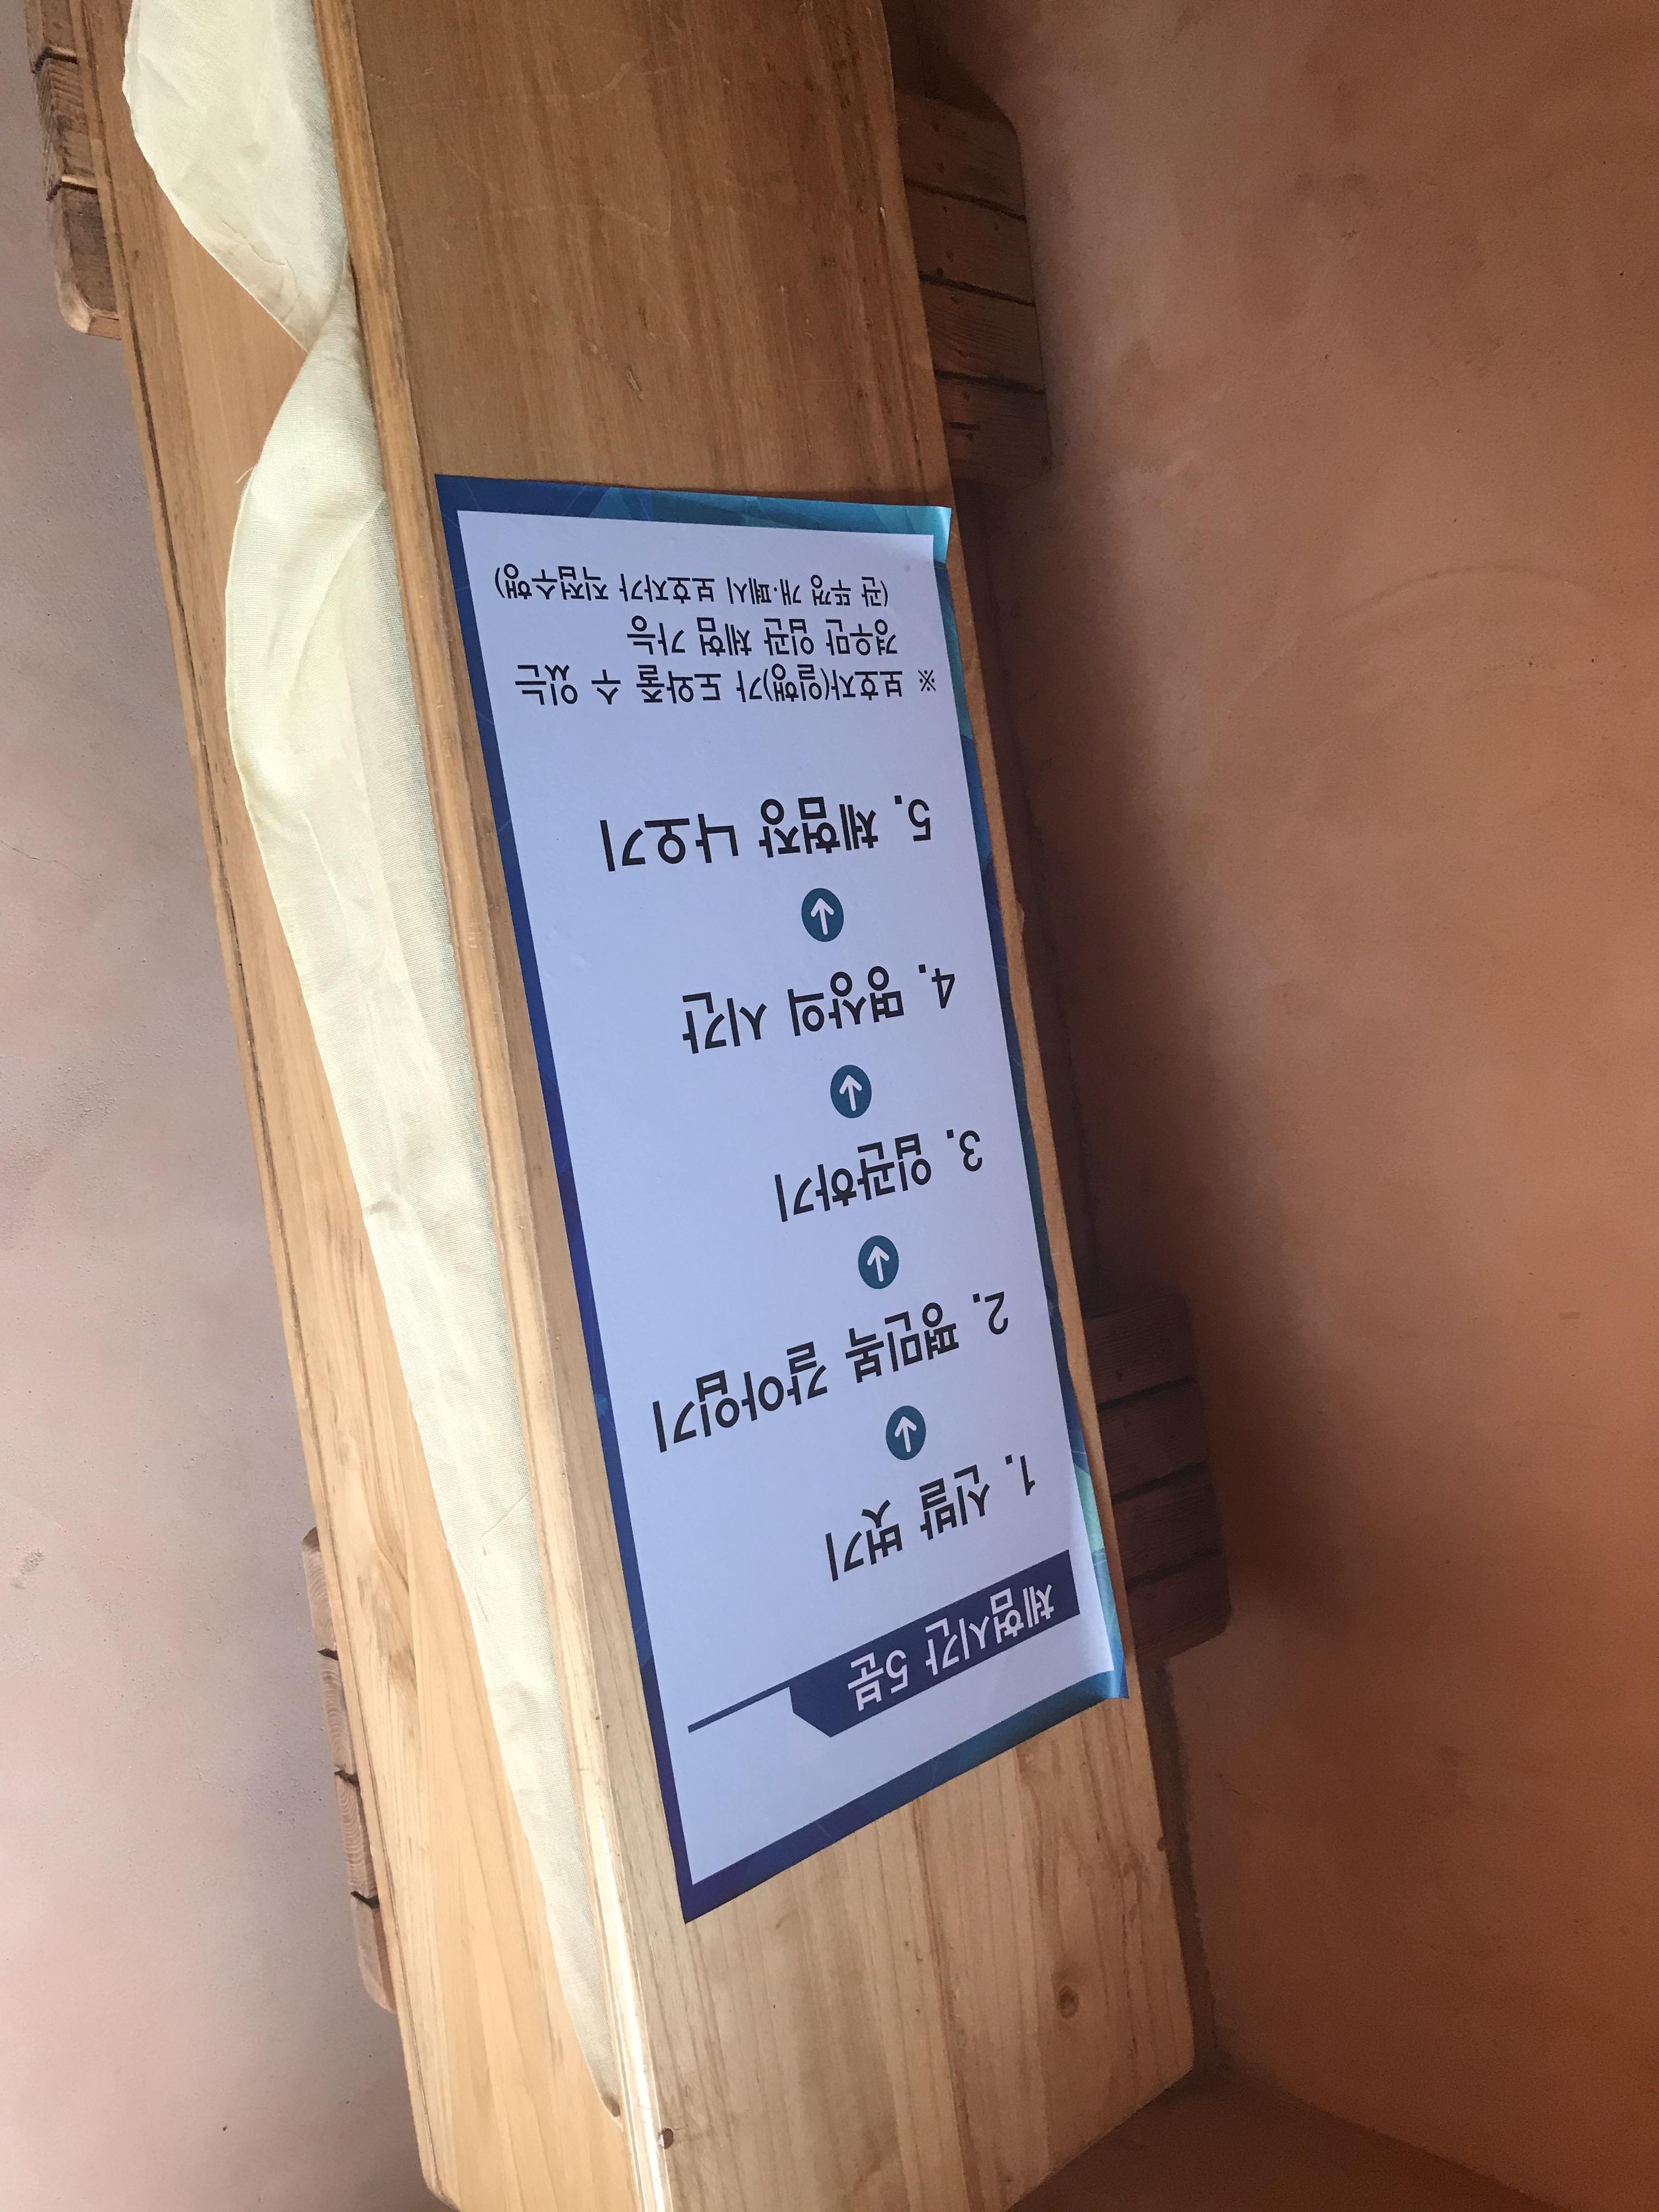 체험시간 5분
1. 신발 벗기
2. 평민복 갈아입기
3. 입관하기
4. 명상의 시간
5. 체험장 나오기
※ 보호자(일행)가 도와줄 수 있는
경우만 입관 체험 가능
(관 뚜껑 개·폐시 보호자가 직접수행)